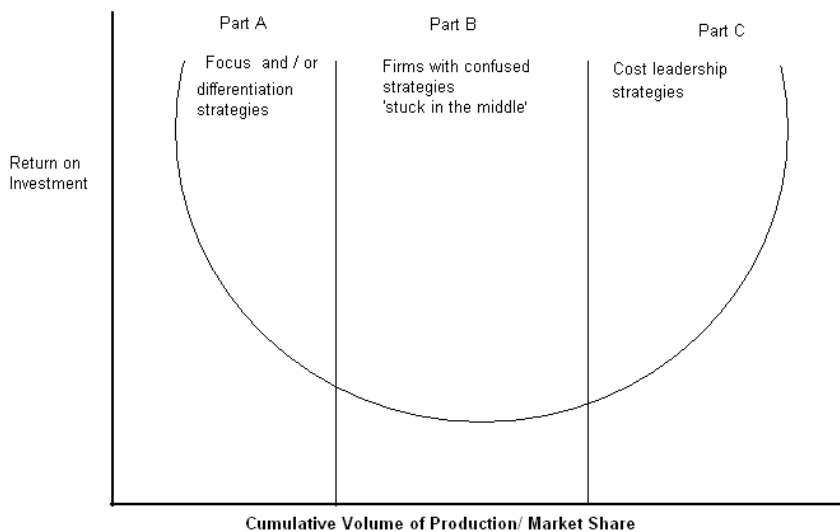 Part A
Part B
Part C
Focus and / or
differentiation
strategies
Firms with confused
strategies
'stuck in the middle'
Cost leadership
strategies
Return on
Investment
Cumulative Volume of Production/ Market Share